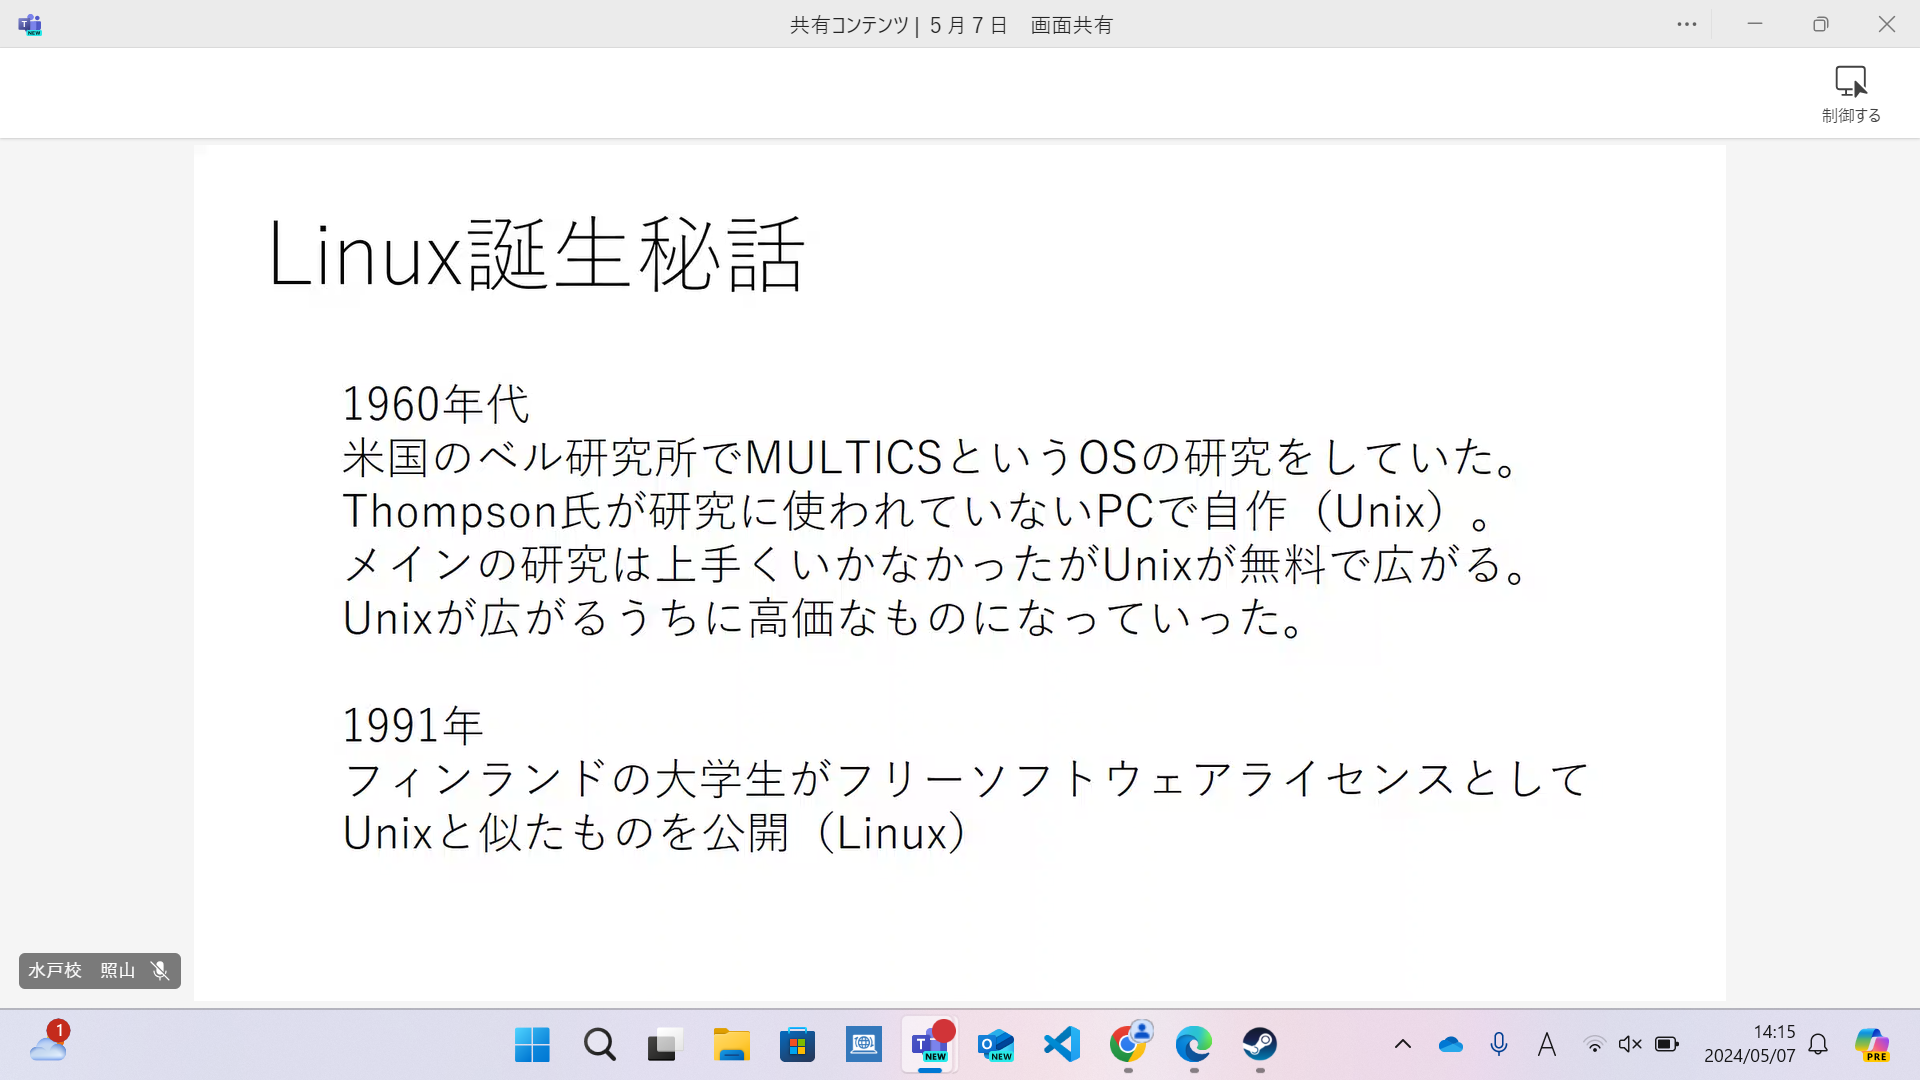 共有コンテンツ | 5月7日　画面共有
制御する
Linux誕生秘話
1960年代
米国のベル研究所でMULTICSというOSの研究をしていた。
Thompson氏が研究に使われていないPCで自作（Unix）。
メインの研究は上手くいかなかったがUnixが無料で広がる。
Unixが広がるうちに高価なものになっていった。
1991年
フィンランドの大学生がフリーソフトウェアライセンスとして
Unixと似たものを公開（Linux）
水戸校　照山
1
NEW
NEW
A
14:15
2024/05/07
PRE